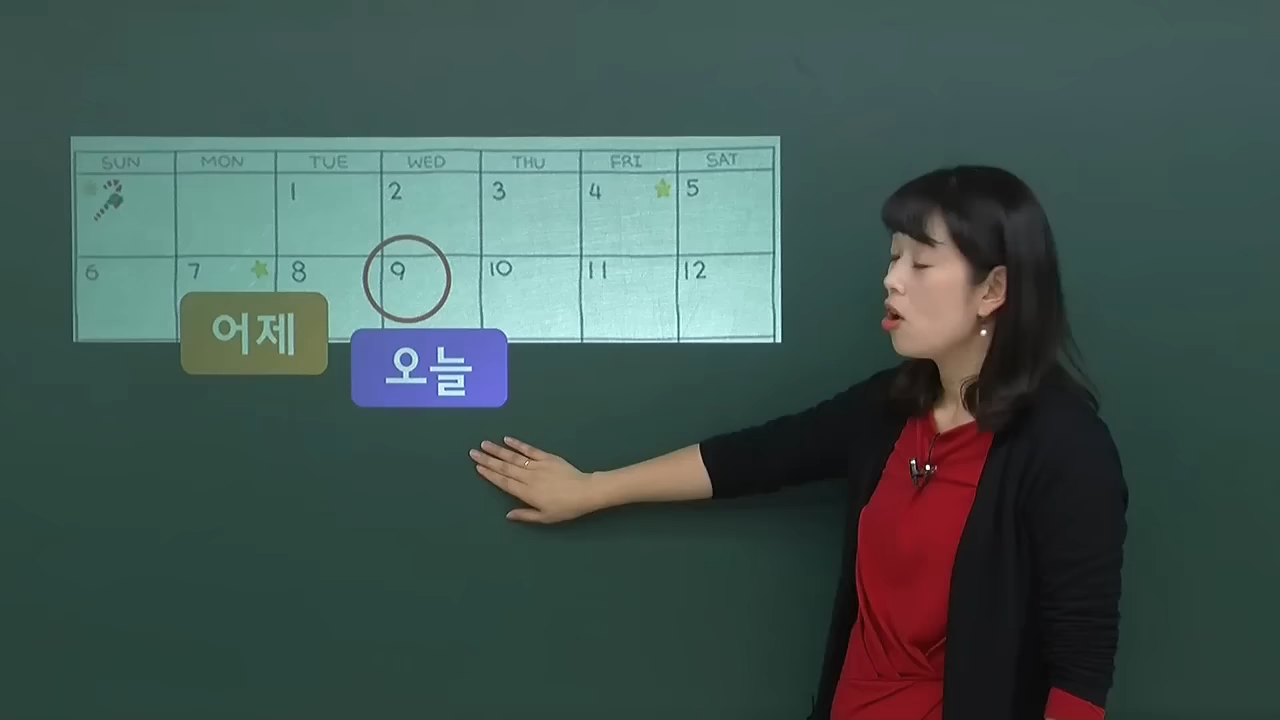 SUN MON TUE WED THU FRI SAT
1 2 3 4 5
6 7 8 9 10 11 12
어제
오늘